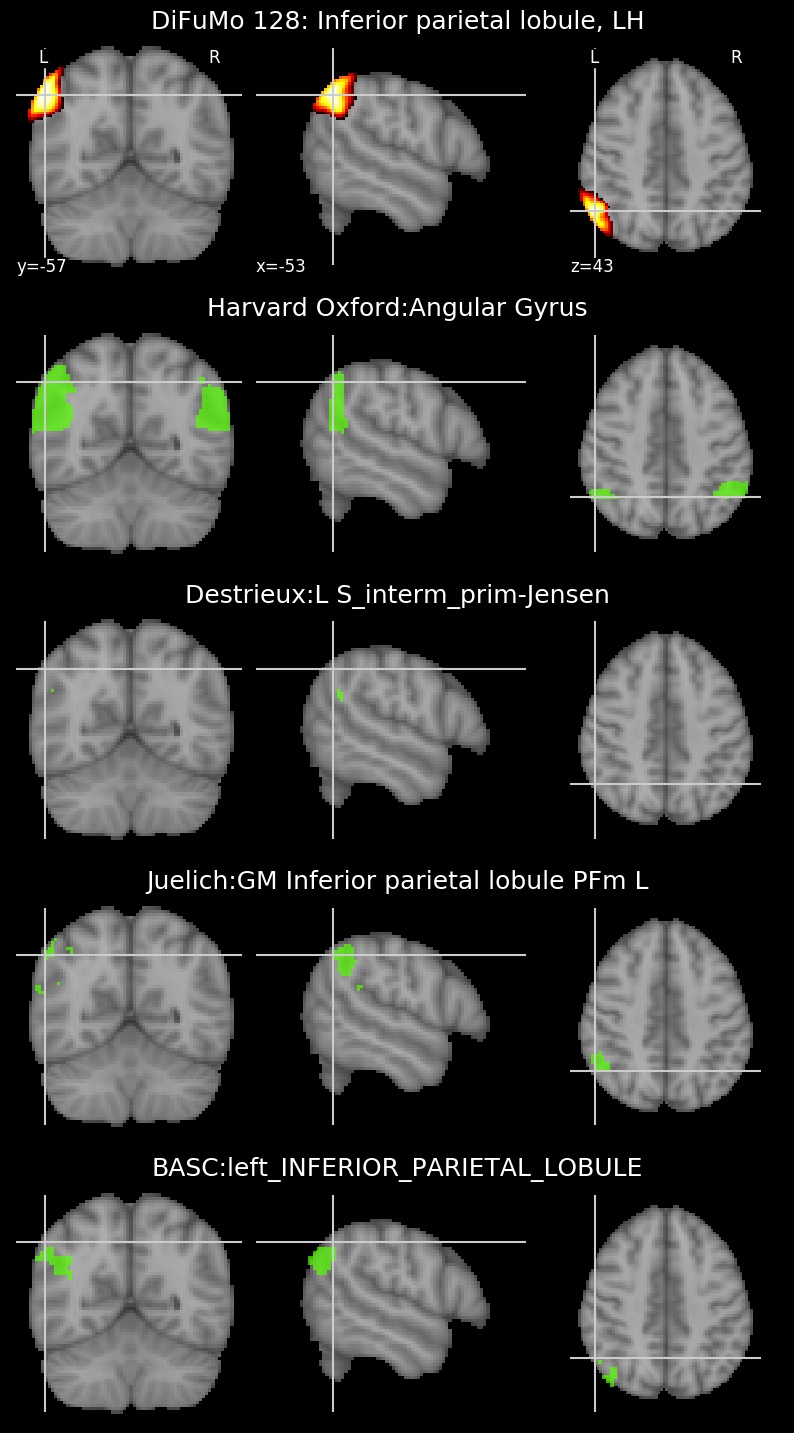 DiFuMo 128: Inferior parietal lobule, LH
L R L R
y=-57 x=-53 z=43
Harvard Oxford:Angular Gyrus
Destrieux:L S_interm_prim-Jensen
Juelich:GM Inferior parietal lobule PFm L
BASC:left_INFERIOR_PARIETAL_LOBULE